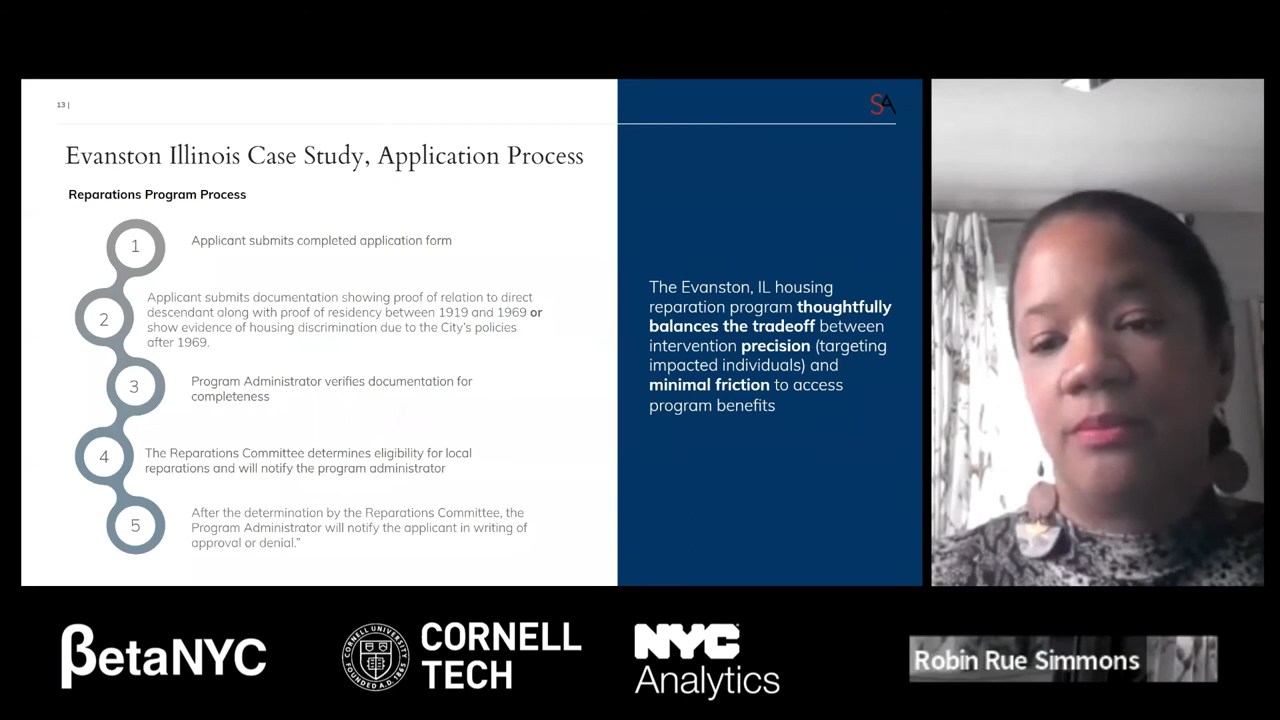 13 |
SA
Evanston Illinois Case Study, Application Process
Reparations Program Process
1
Applicant submits completed application form
2
Applicant submits documentation showing proof of relation to direct
descendant along with proof of residency between 1919 and 1969 or
show evidence of housing discrimination due to the City's policies
after 1969.
3
Program Administrator verifies documentation for
completeness
4
The Reparations Committee determines eligibility for local
reparations and will notify the program administrator
5
After the determination by the Reparations Committee, the
Program Administrator will notify the applicant in writing of
approval or denial.”
The Evanston, IL housing
reparation program thoughtfully
balances the tradeoff between
intervention precision (targeting
impacted individuals) and
minimal friction to access
program benefits
βetaNYC
CORNELL UNIVERSITY
FOUNDED A.D. 1865
CORNELL
TECH
NYC
Analytics
Robin Rue Simmons